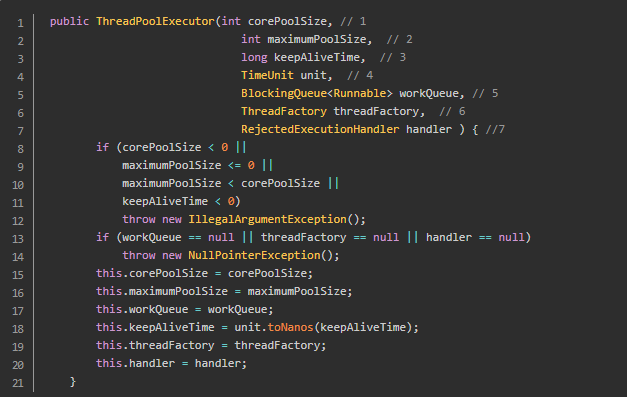 1 public ThreadPoolExecutor(int corePoolSize, // 1
2 int maximumPoolSize,  // 2
3 long keepAliveTime,  // 3
4 TimeUnit unit,  // 4
5 BlockingQueue<Runnable> workQueue, // 5
6 ThreadFactory threadFactory,  // 6
7 RejectedExecutionHandler handler ) { //7
8 if (corePoolSize < 0 ||
9 maximumPoolSize <= 0 ||
10 maximumPoolSize < corePoolSize ||
11 keepAliveTime < 0)
12 throw new IllegalArgumentException();
13 if (workQueue == null || threadFactory == null || handler == null)
14 throw new NullPointerException();
15 this.corePoolSize = corePoolSize;
16 this.maximumPoolSize = maximumPoolSize;
17 this.workQueue = workQueue;
18 this.keepAliveTime = unit.toNanos(keepAliveTime);
19 this.threadFactory = threadFactory;
20 this.handler = handler;
21 }